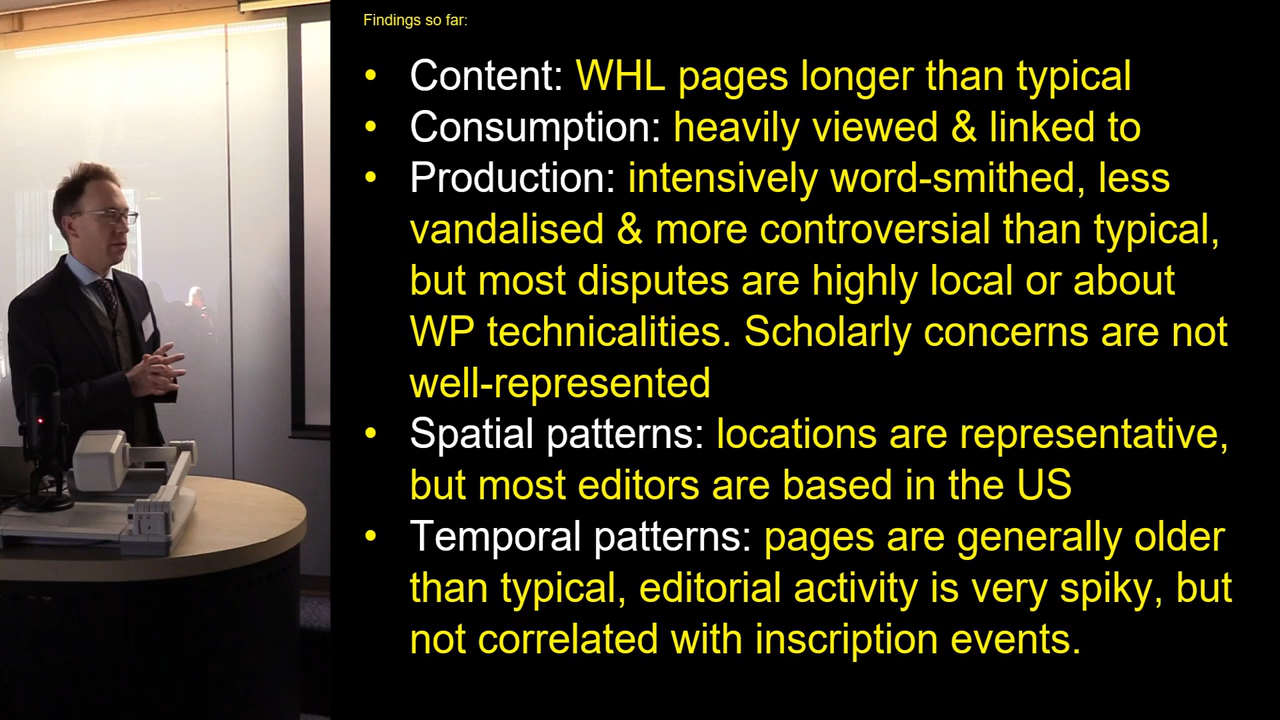 Findings so far:
• Content: WHL pages longer than typical
• Consumption: heavily viewed & linked to
• Production: intensively word-smithed, less
vandalised & more controversial than typical,
but most disputes are highly local or about
WP technicalities. Scholarly concerns are not
well-represented
• Spatial patterns: locations are representative,
but most editors are based in the US
• Temporal patterns: pages are generally older
than typical, editorial activity is very spiky, but
not correlated with inscription events.